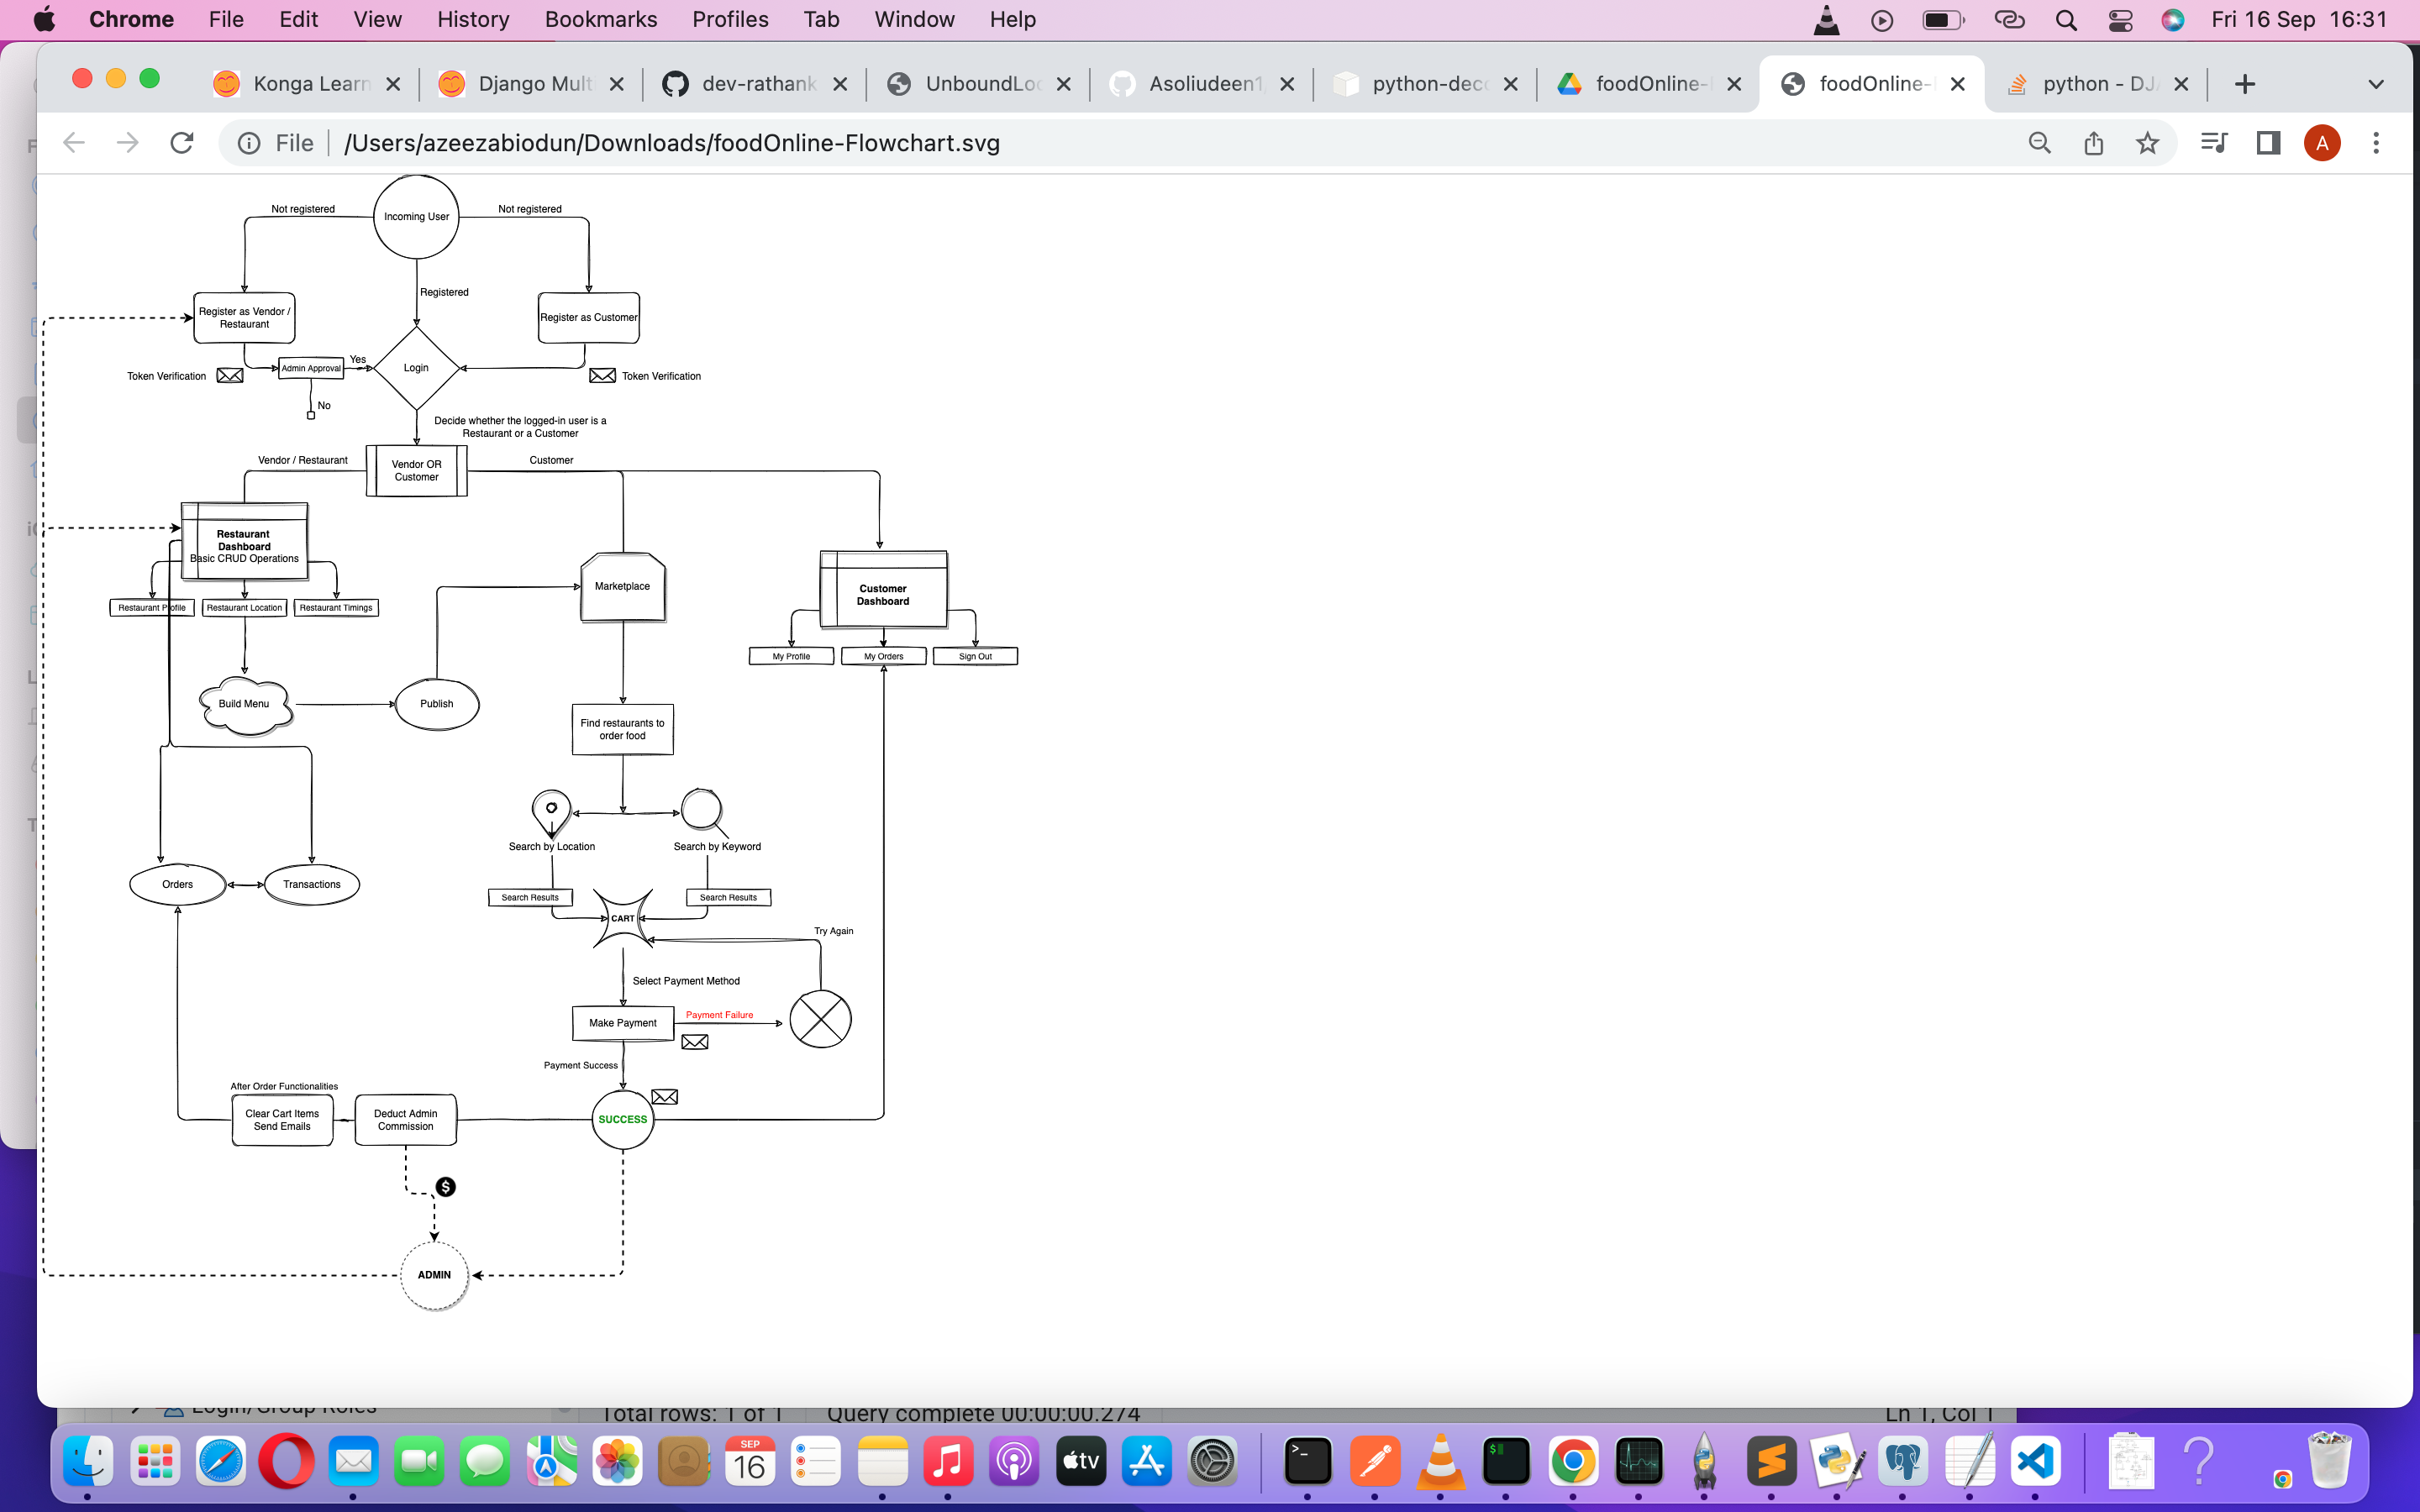 Chrome File Edit View History Bookmarks Profiles Tab Window Help Fri 16 Sep 16:31
Konga Learn Django Mult dev-rathank UnboundLoc Asoliudeen1 python-deco foodOnline- foodOnline- python - DJ
File /Users/azeezabiodun/Downloads/foodOnline-Flowchart.svg A
Not registered
Incoming User
Not registered
Registered
Register as Vendor /
Restaurant
Register as Customer
Token Verification
Admin Approval
Yes
No
Login
Token Verification
Decide whether the logged-in user is a
Restaurant or a Customer
Vendor / Restaurant
Vendor OR
Customer
Customer
Restaurant
Dashboard
Basic CRUD Operations
Restaurant Profile
Restaurant Location
Restaurant Timings
Marketplace
Customer
Dashboard
My Profile
My Orders
Sign Out
Build Menu
Publish
Find restaurants to
order food
Search by Location
Search by Keyword
Orders
Transactions
Search Results
Search Results
CART
Try Again
Select Payment Method
Make Payment
Payment Failure
Payment Success
After Order Functionalities
Clear Cart Items
Send Emails
Deduct Admin
Commission
SUCCESS
$
ADMIN
Login/Group Roles
Total rows: 1 of 1 Query complete 00:00:00.274 Ln 1, Col 1
SEP
16
tv